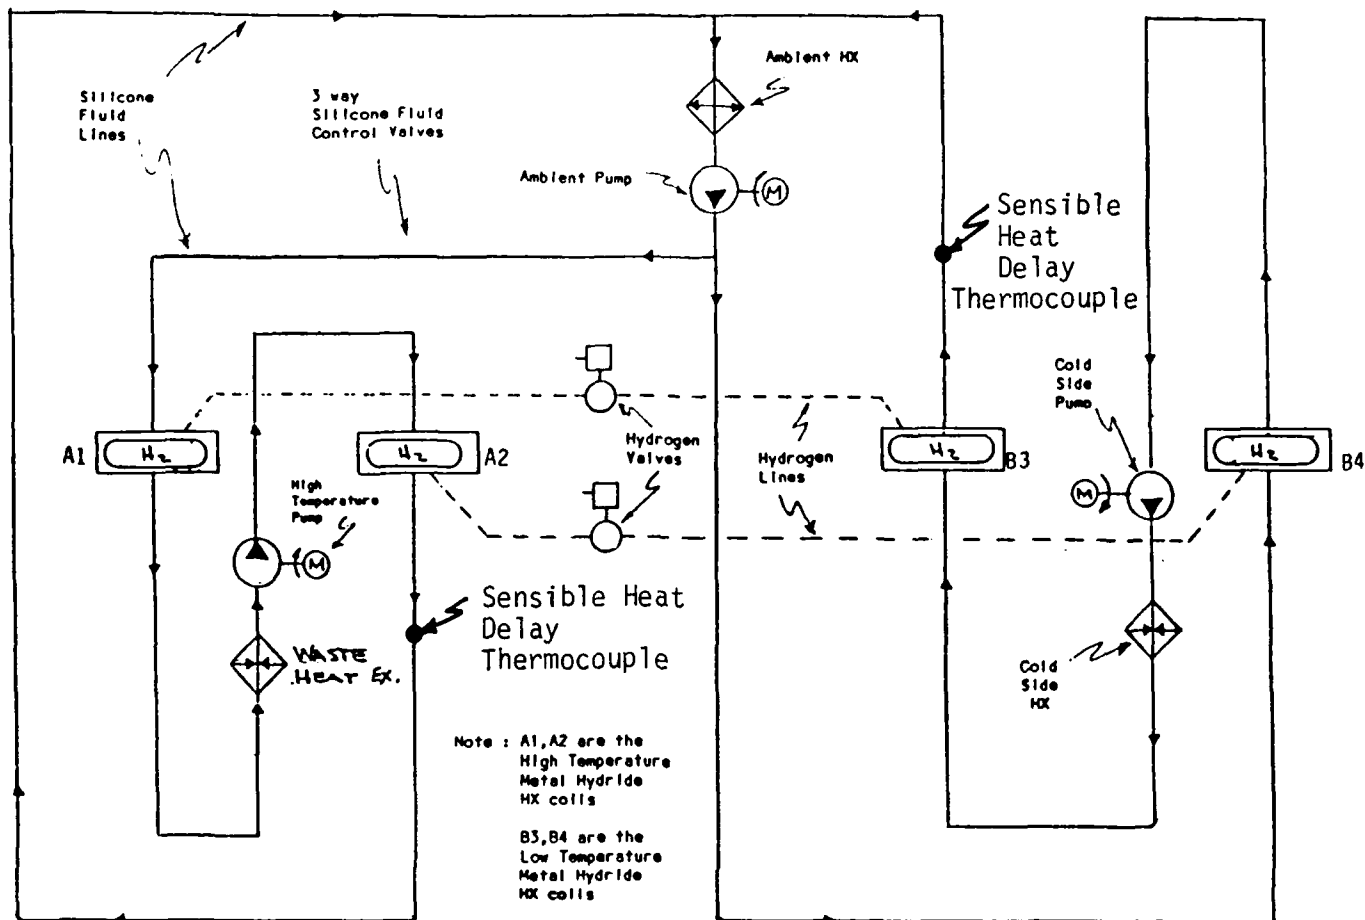 Ambient HX
Silicone
Fluid
Lines
3 way
Silicone Fluid
Control Valves
Ambient Pump
M
Sensible
Heat
Delay
Thermocouple
Cold
Side
Pump
A1
H2
H2
A2
Hydrogen
Valves
Hydrogen
Lines
H2
B3
H2
B4
M
High
Temperature
Pump
M
Sensible Heat
Delay
Thermocouple
WASTE
HEAT EX.
Cold
Side
HX
Note : A1,A2 are the
High Temperature
Metal Hydride
HX coils
B3,B4 are the
Low Temperature
Metal Hydride
HX coils